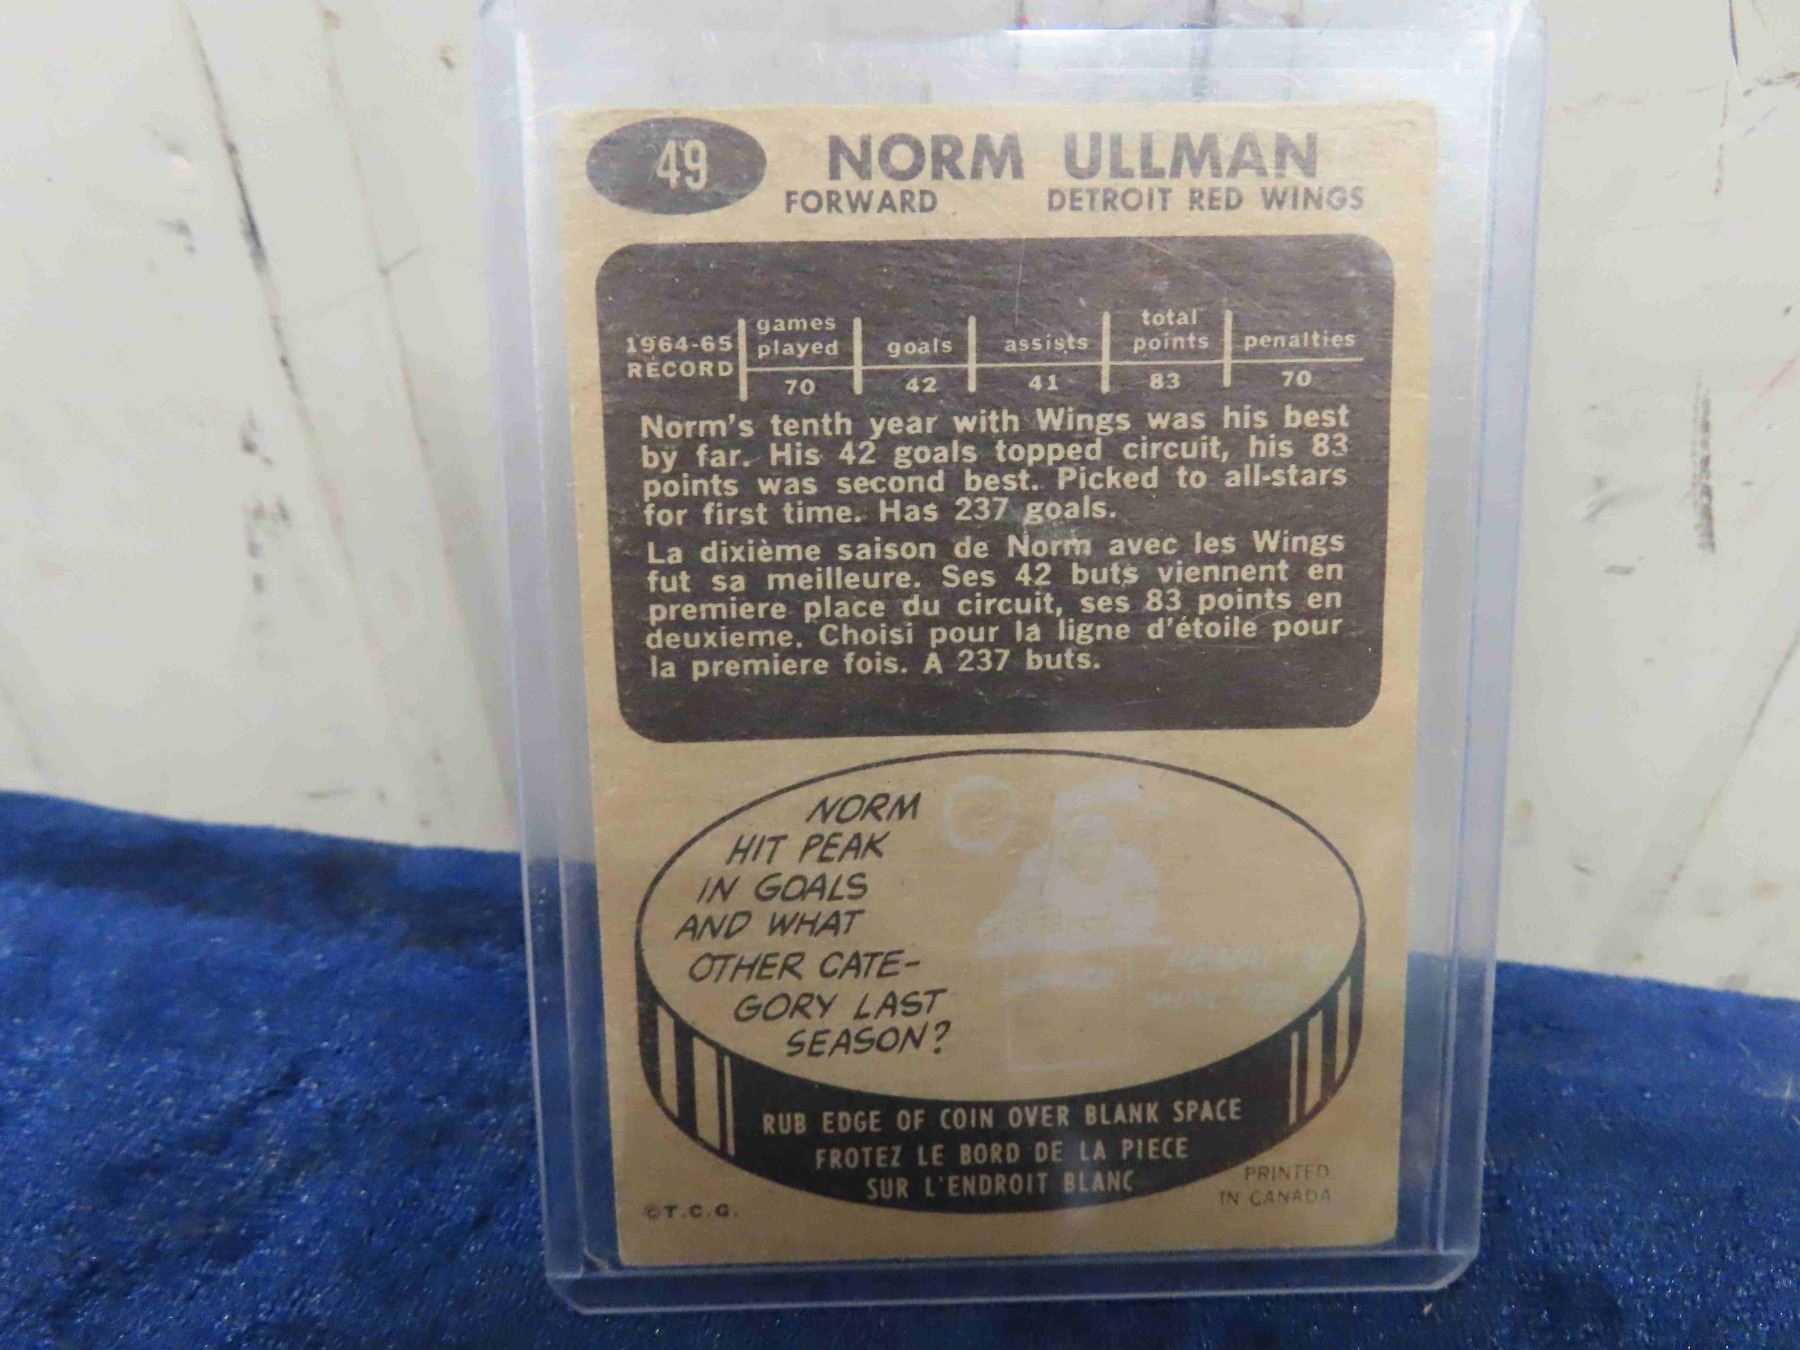 49
NORM ULLMAN
FORWARD DETROIT RED WINGS
1964-65 RECORD
games played goals assists total points penalties
70 42 41 83 70
Norm's tenth year with Wings was his best
by far. His 42 goals topped circuit, his 83
points was second best. Picked to all-stars
for first time. Has 237 goals.
La dixième saison de Norm avec les Wings
fut sa meilleure. Ses 42 buts viennent en
premiere place du circuit, ses 83 points en
deuxieme. Choisi pour la ligne d'étoile pour
la premiere fois. A 237 buts.
NORM
HIT PEAK
IN GOALS
AND WHAT
OTHER CATE-
GORY LAST
SEASON?
RUB EDGE OF COIN OVER BLANK SPACE
FROTEZ LE BORD DE LA PIECE
SUR L'ENDROIT BLANC
PRINTED
IN CANADA
©T.C.G.